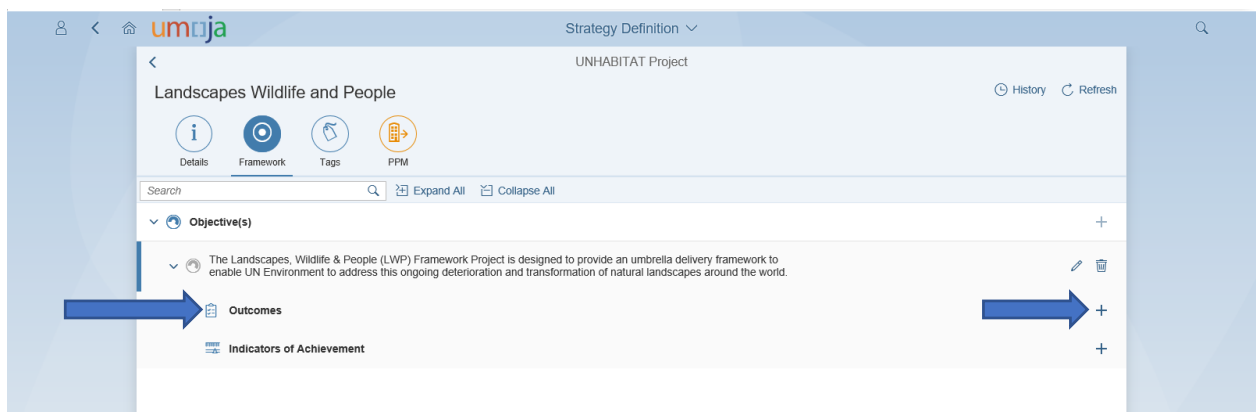 umoja
Strategy Definition
UNHABITAT Project
Landscapes Wildlife and People
History Refresh
Details Framework Tags PPM
Search Expand All Collapse All
Objective(s)
The Landscapes, Wildlife & People (LWP) Framework Project is designed to provide an umbrella delivery framework to
enable UN Environment to address this ongoing deterioration and transformation of natural landscapes around the world.
Outcomes
Indicators of Achievement